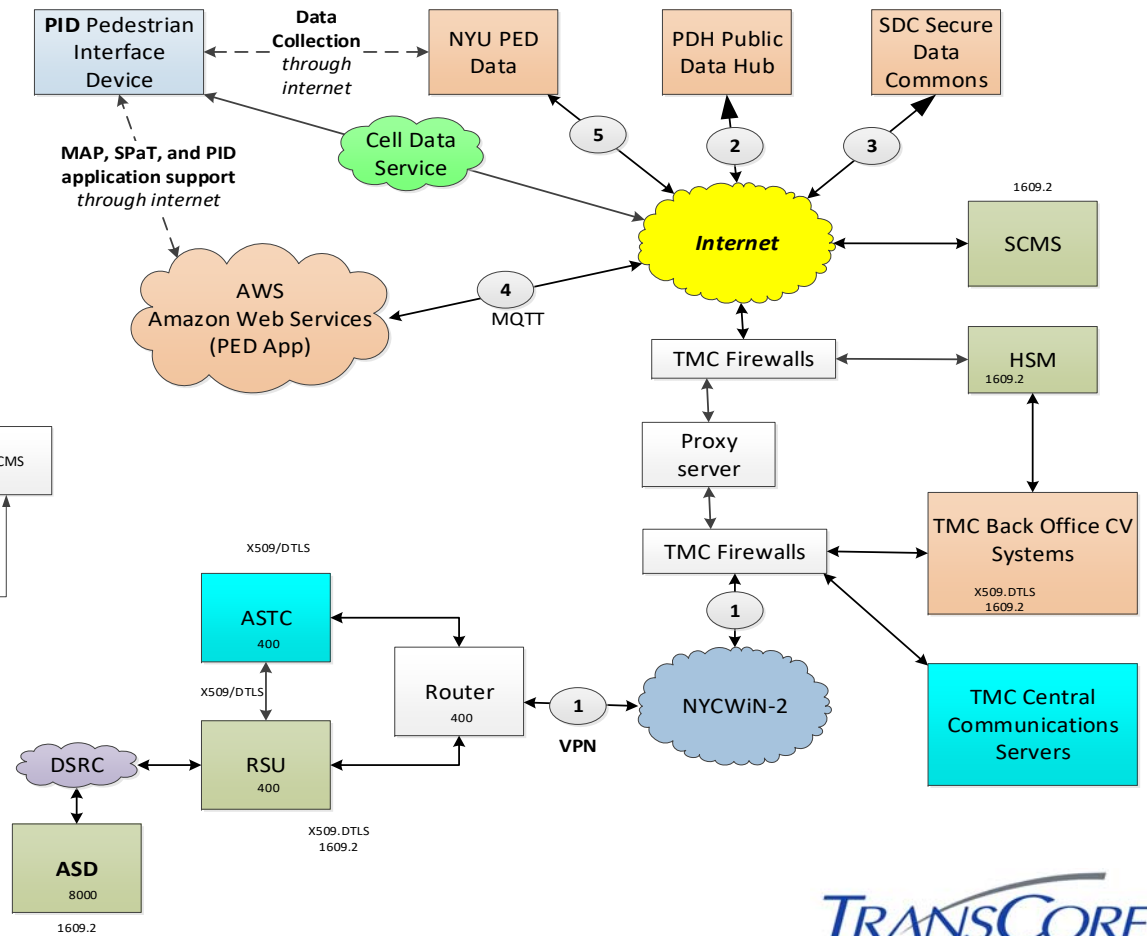 PID Pedestrian
Interface
Device
Data
Collection
through
internet
NYU PED
Data
PDH Public
Data Hub
SDC Secure
Data
Commons
Cell Data
Service
5
2
3
MAP, SPaT, and PID
application support
through internet
1609.2
Internet
SCMS
AWS
Amazon Web Services
(PED App)
4
MQTT
TMC Firewalls
HSM
1609.2
Proxy
server
CMS
TMC Firewalls
TMC Back Office CV
Systems
X509.DTLS
1609.2
X509/DTLS
ASTC
400
1
X509/DTLS
Router
400
1
VPN
NYCWiN-2
TMC Central
Communications
Servers
DSRC
RSU
400
X509.DTLS
1609.2
ASD
8000
1609.2
TRANSCORE